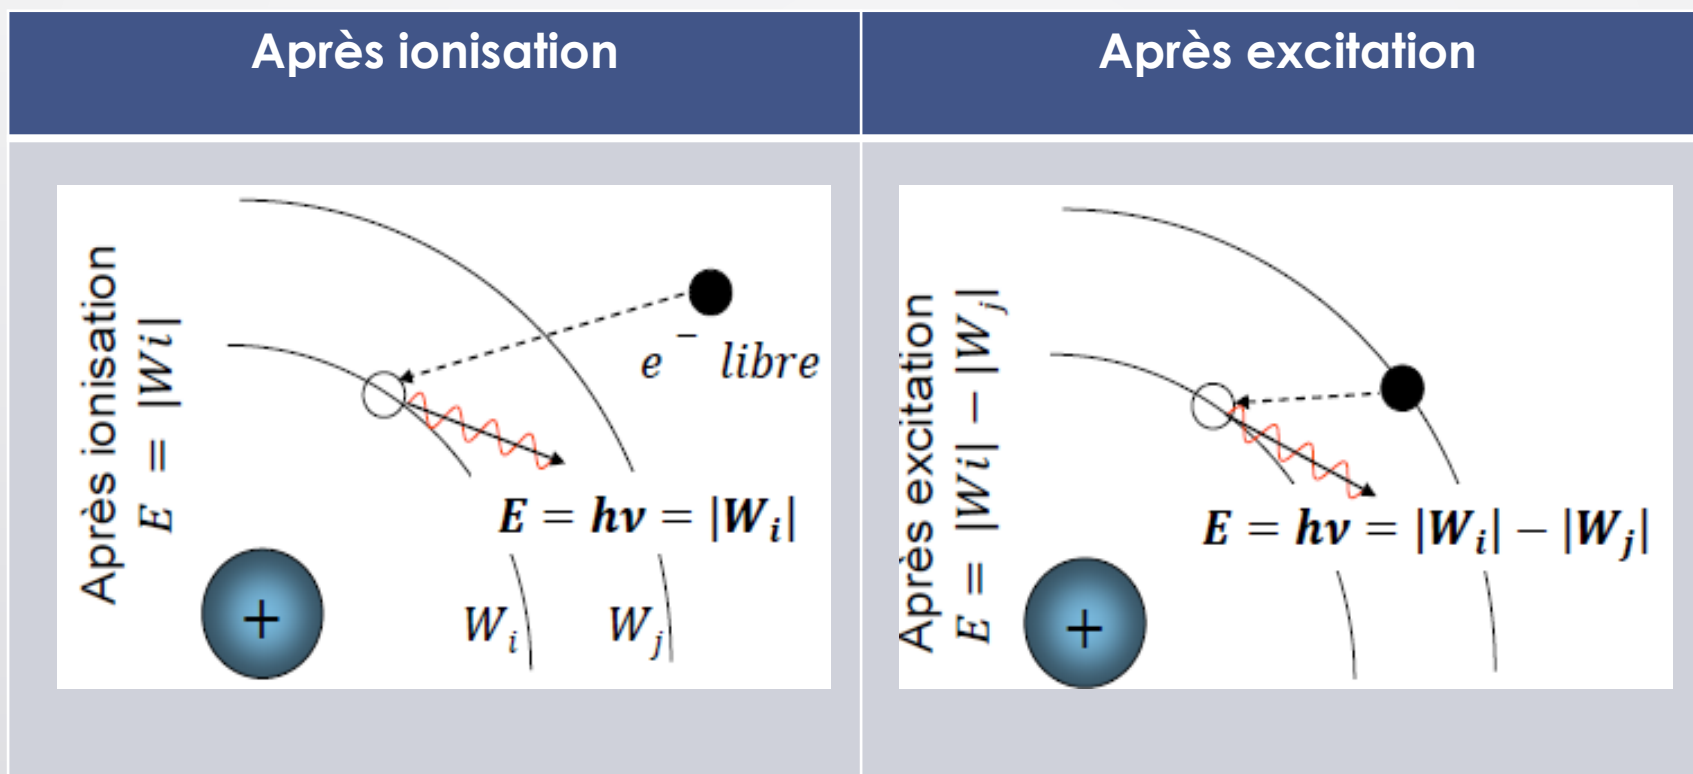 Après ionisation
Après excitation
Après ionisation
E = |Wi|
e⁻ libre
E = hν = |Wᵢ|
+
Wᵢ
Wⱼ
Après excitation
E = |Wi| − |Wⱼ|
E = hν = |Wᵢ| − |Wⱼ|
+